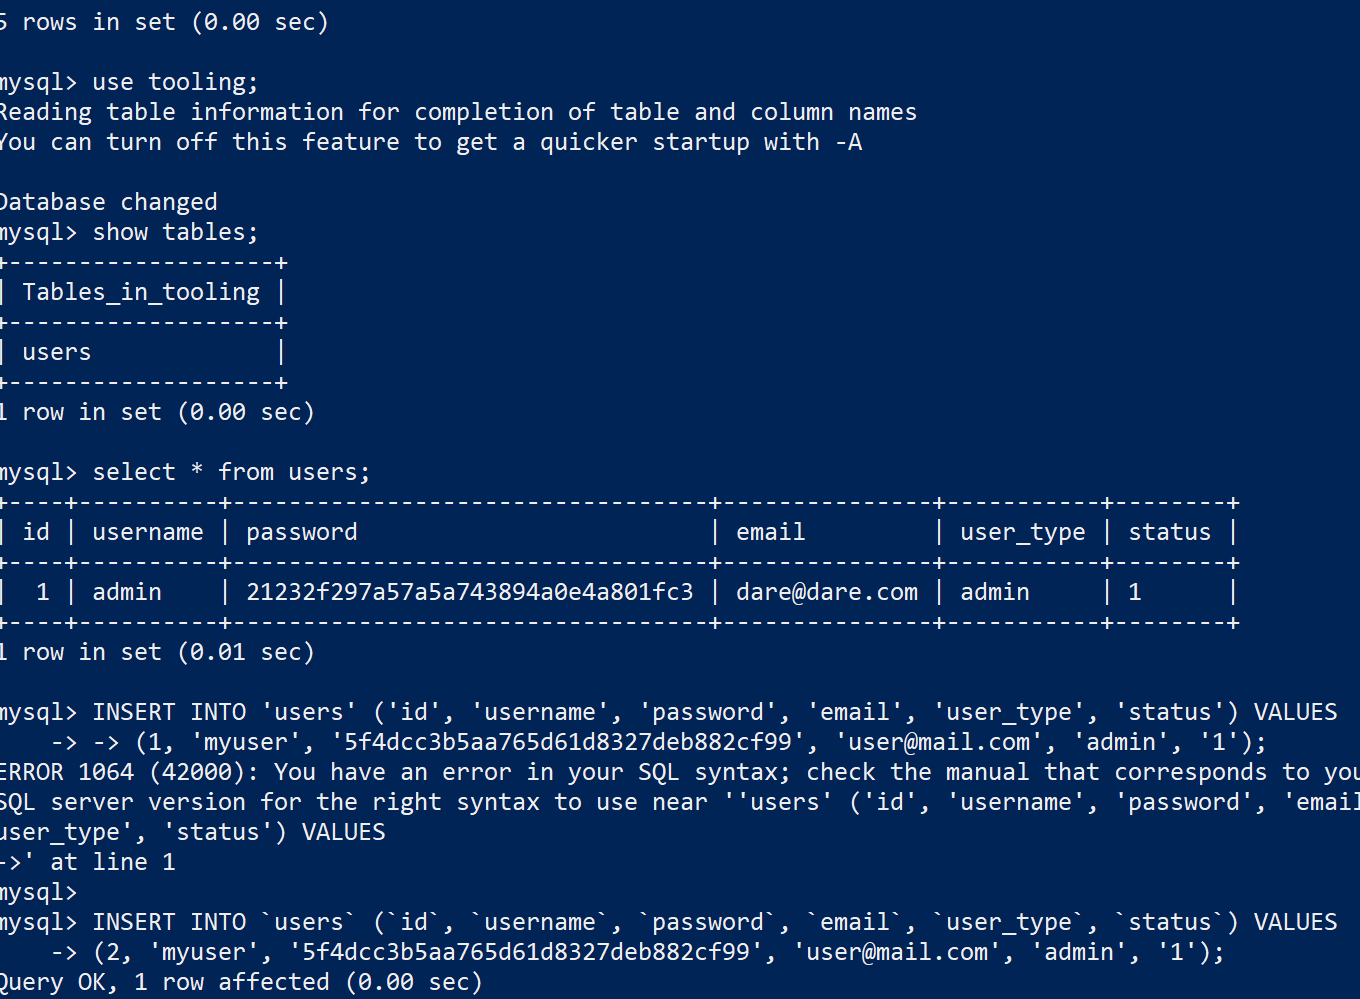 5 rows in set (0.00 sec)
mysql> use tooling;
Reading table information for completion of table and column names
You can turn off this feature to get a quicker startup with -A
Database changed
mysql> show tables;
+-------------------+
| Tables_in_tooling |
+-------------------+
| users             |
+-------------------+
1 row in set (0.00 sec)
mysql> select * from users;
+----+----------+----------------------------------+---------------+-----------+--------+
| id | username | password                         | email         | user_type | status |
+----+----------+----------------------------------+---------------+-----------+--------+
|  1 | admin    | 21232f297a57a5a743894a0e4a801fc3 | dare@dare.com | admin     | 1      |
+----+----------+----------------------------------+---------------+-----------+--------+
1 row in set (0.01 sec)
mysql> INSERT INTO 'users' ('id', 'username', 'password', 'email', 'user_type', 'status') VALUES
    -> -> (1, 'myuser', '5f4dcc3b5aa765d61d8327deb882cf99', 'user@mail.com', 'admin', '1');
ERROR 1064 (42000): You have an error in your SQL syntax; check the manual that corresponds to you
SQL server version for the right syntax to use near ''users' ('id', 'username', 'password', 'email
user_type', 'status') VALUES
->' at line 1
mysql>
mysql> INSERT INTO `users` (`id`, `username`, `password`, `email`, `user_type`, `status`) VALUES
    -> (2, 'myuser', '5f4dcc3b5aa765d61d8327deb882cf99', 'user@mail.com', 'admin', '1');
Query OK, 1 row affected (0.00 sec)